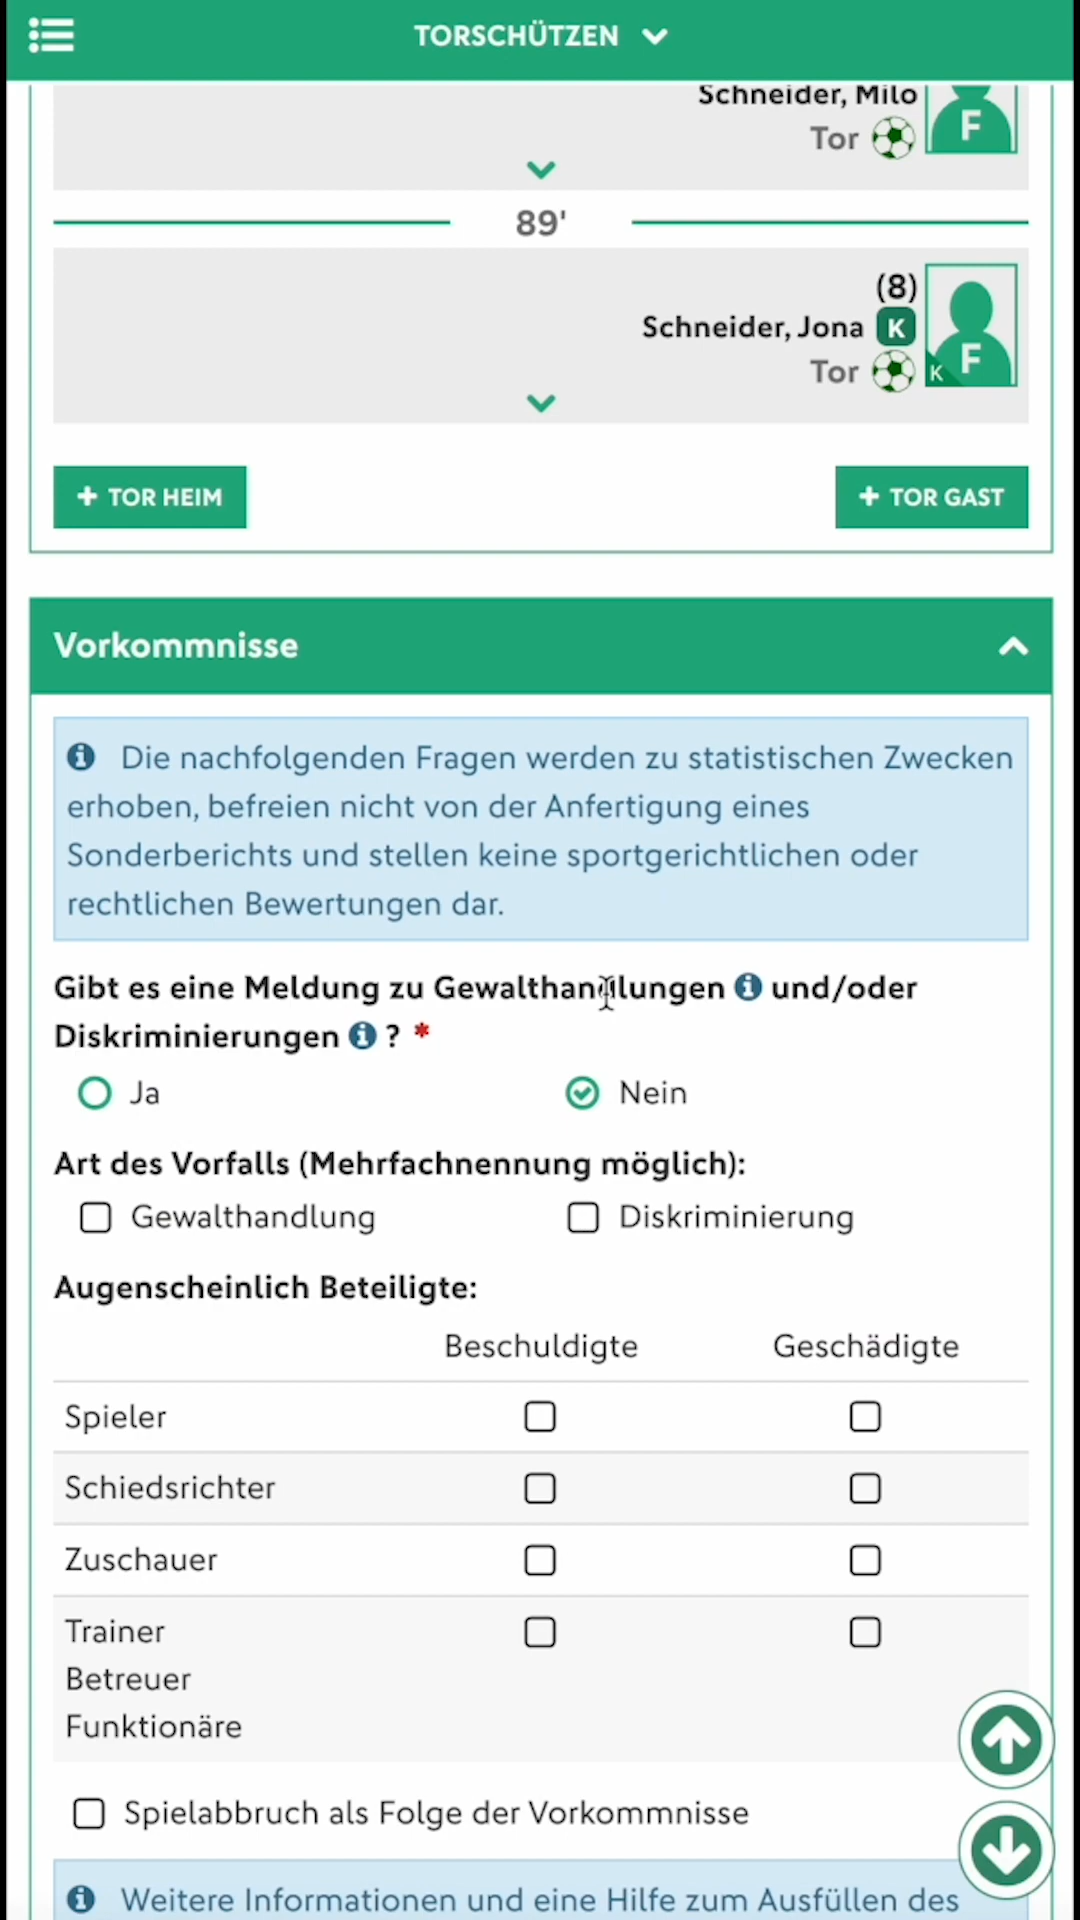 TORSCHÜTZEN
Schneider, Milo
F
Tor
89'
(8)
Schneider, Jona K
Tor
K F
+ TOR HEIM
+ TOR GAST
Vorkommnisse
Die nachfolgenden Fragen werden zu statistischen Zwecken
erhoben, befreien nicht von der Anfertigung eines
Sonderberichts und stellen keine sportgerichtlichen oder
rechtlichen Bewertungen dar.
Gibt es eine Meldung zu Gewalthandlungen i und/oder
Diskriminierungen i ? *
Ja
Nein
Art des Vorfalls (Mehrfachnennung möglich):
Gewalthandlung
Diskriminierung
Augenscheinlich Beteiligte:
Beschuldigte
Geschädigte
Spieler
Schiedsrichter
Zuschauer
Trainer
Betreuer
Funktionäre
Spielabbruch als Folge der Vorkommnisse
Weitere Informationen und eine Hilfe zum Ausfüllen des